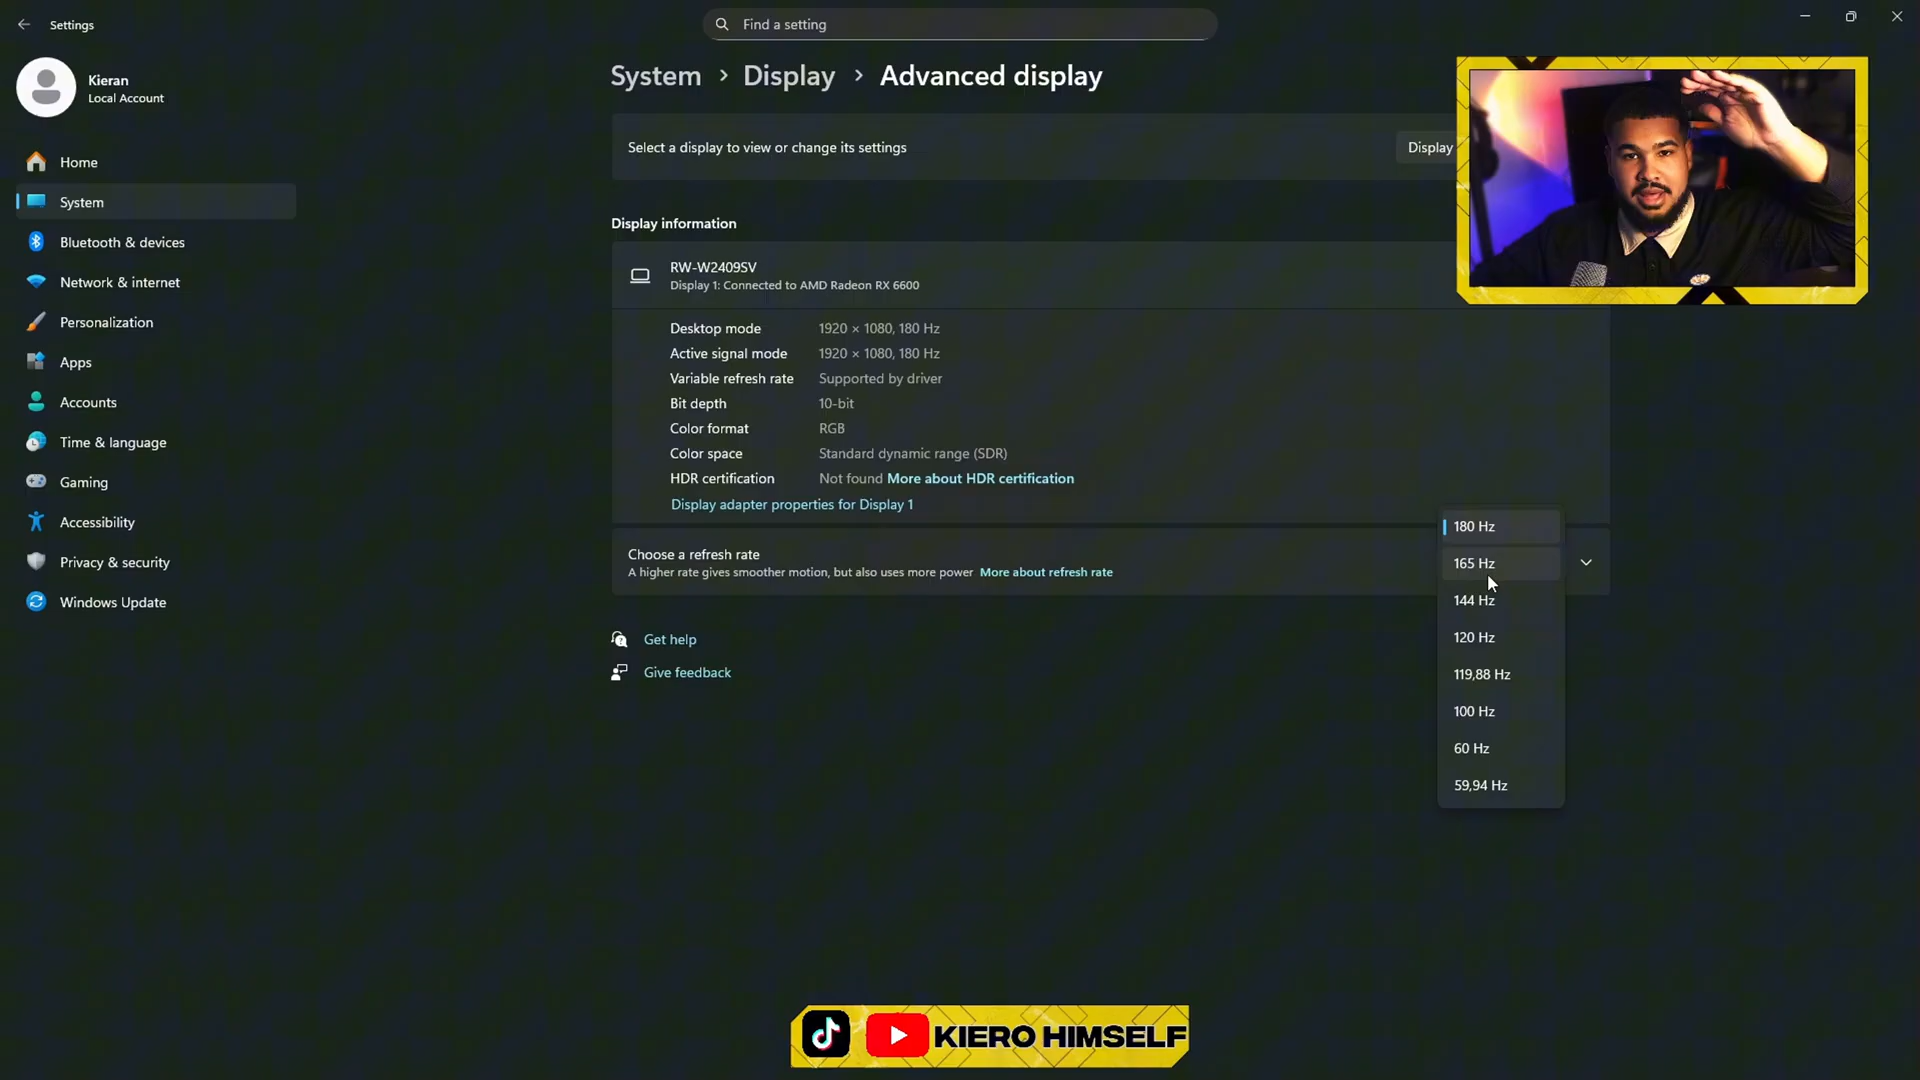 Settings
Find a setting
Kieran
Local Account
Home
System
Bluetooth & devices
Network & internet
Personalization
Apps
Accounts
Time & language
Gaming
Accessibility
Privacy & security
Windows Update
System > Display > Advanced display
Select a display to view or change its settings
Display
Display information
RW-W2409SV
Display 1: Connected to AMD Radeon RX 6600
Desktop mode 1920 × 1080, 180 Hz
Active signal mode 1920 × 1080, 180 Hz
Variable refresh rate Supported by driver
Bit depth 10-bit
Color format RGB
Color space Standard dynamic range (SDR)
HDR certification Not found More about HDR certification
Display adapter properties for Display 1
Choose a refresh rate
A higher rate gives smoother motion, but also uses more power More about refresh rate
180 Hz
165 Hz
144 Hz
120 Hz
119,88 Hz
100 Hz
60 Hz
59,94 Hz
Get help
Give feedback
KIERO HIMSELF